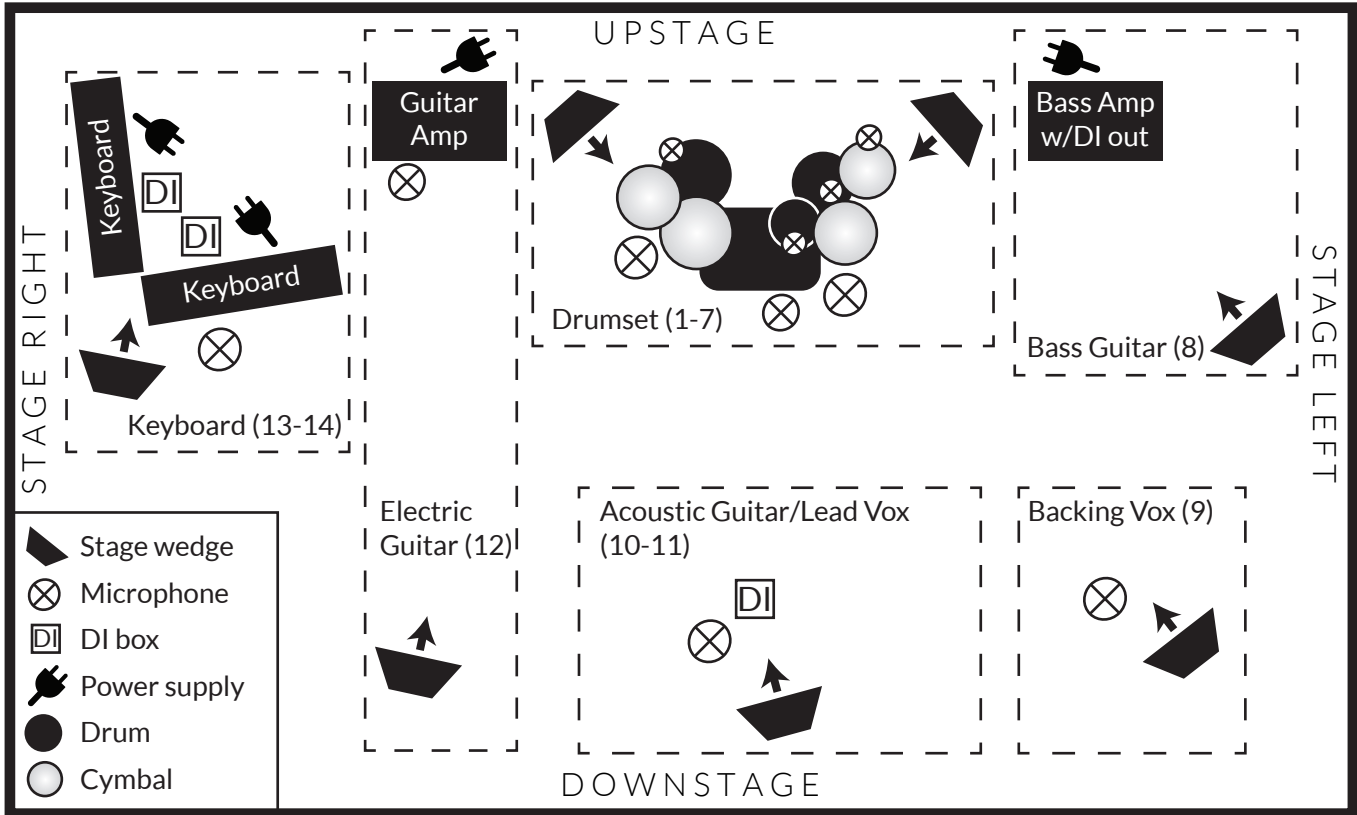 UPSTAGE
Keyboard
DI
DI
Keyboard
Keyboard (13-14)
Guitar
Amp
Electric
Guitar (12)
Drumset (1-7)
Bass Amp
w/DI out
Bass Guitar (8)
STAGE RIGHT
STAGE LEFT
Acoustic Guitar/Lead Vox
(10-11)
DI
Backing Vox (9)
Stage wedge
Microphone
DI
DI box
Power supply
Drum
Cymbal
DOWNSTAGE